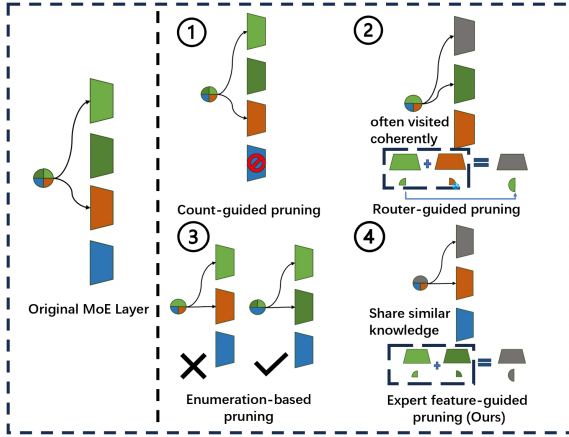 Original MoE Layer
1
Count-guided pruning
2
often visited
coherently
+
=
Router-guided pruning
3
Enumeration-based
pruning
4
Share similar
knowledge
+
=
Expert feature-guided
pruning (Ours)